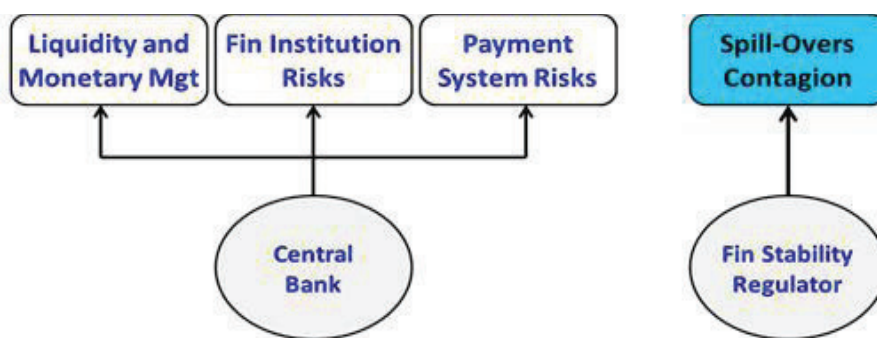 Liquidity and
Monetary Mgt
Fin Institution
Risks
Payment
System Risks
Spill-Overs
Contagion
Central
Bank
Fin Stability
Regulator